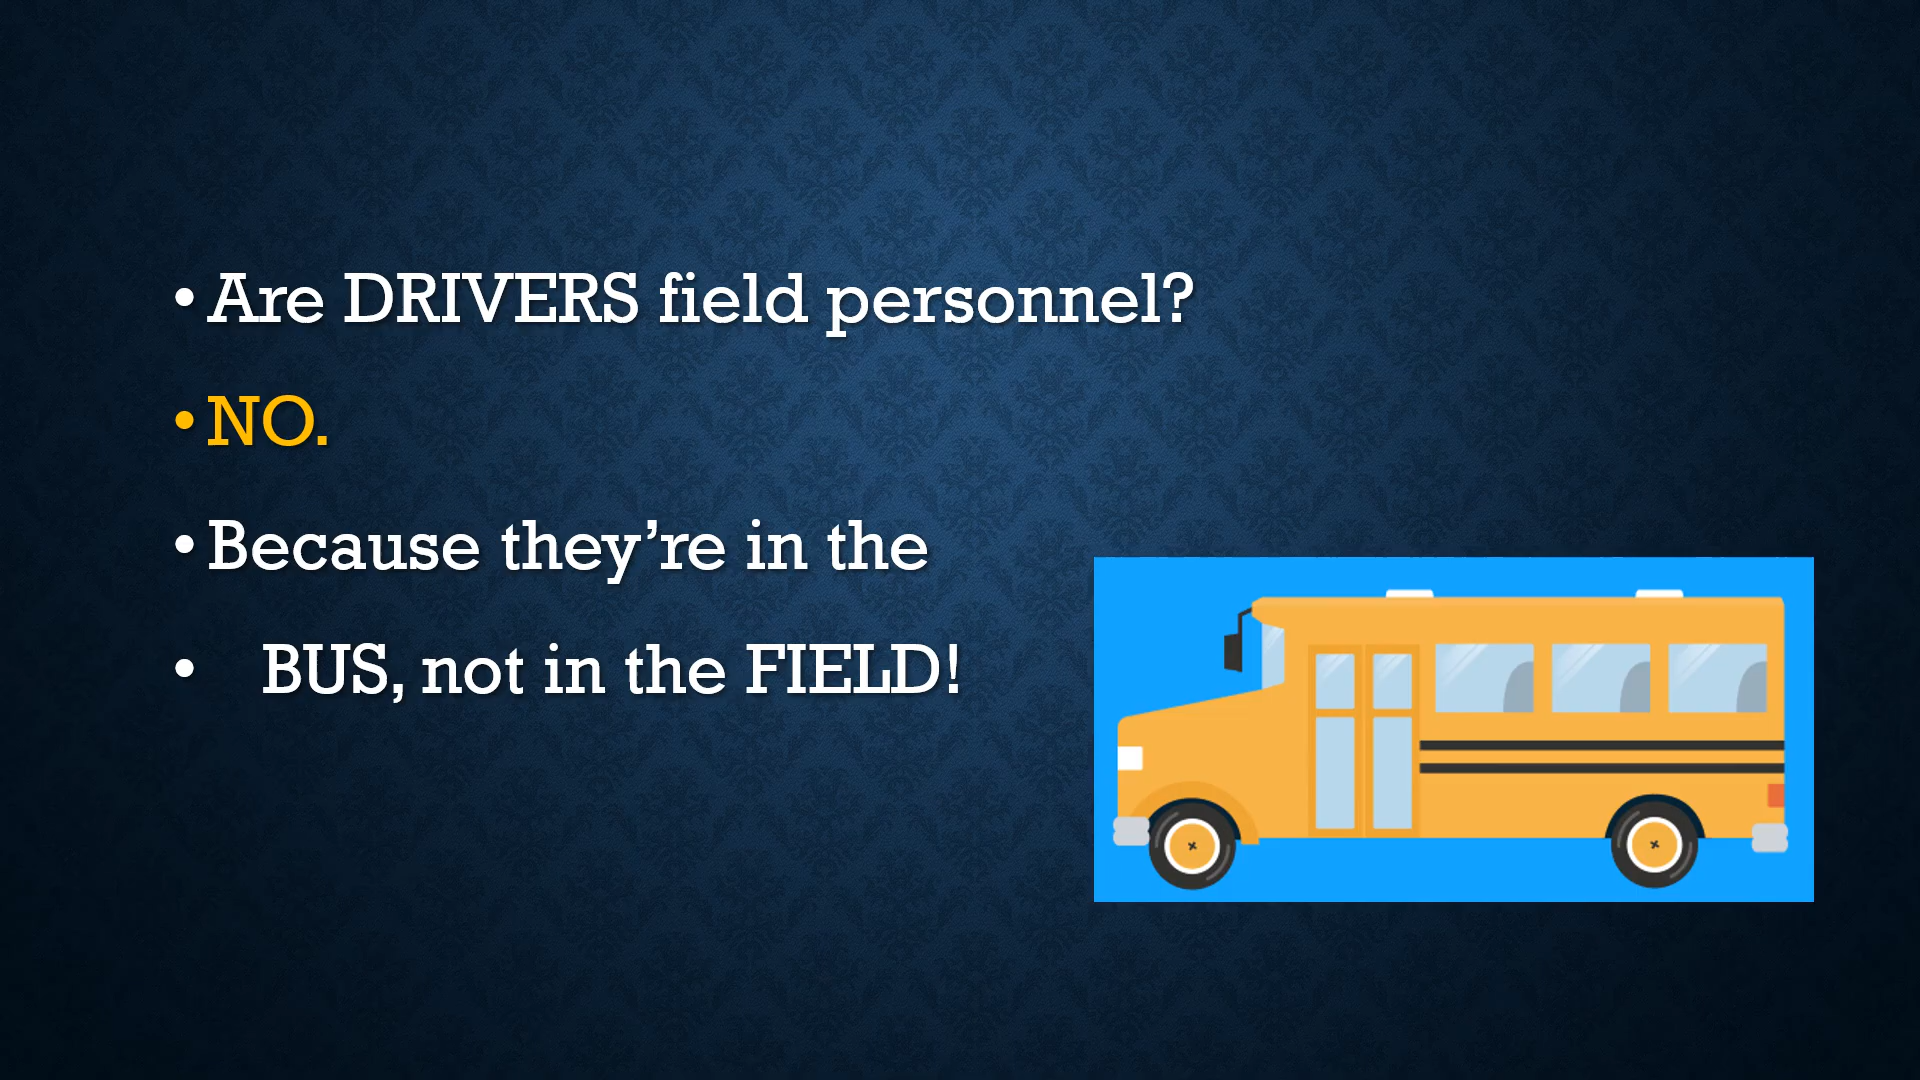 • Are DRIVERS field personnel?
• NO.
• Because they’re in the
• BUS, not in the FIELD!